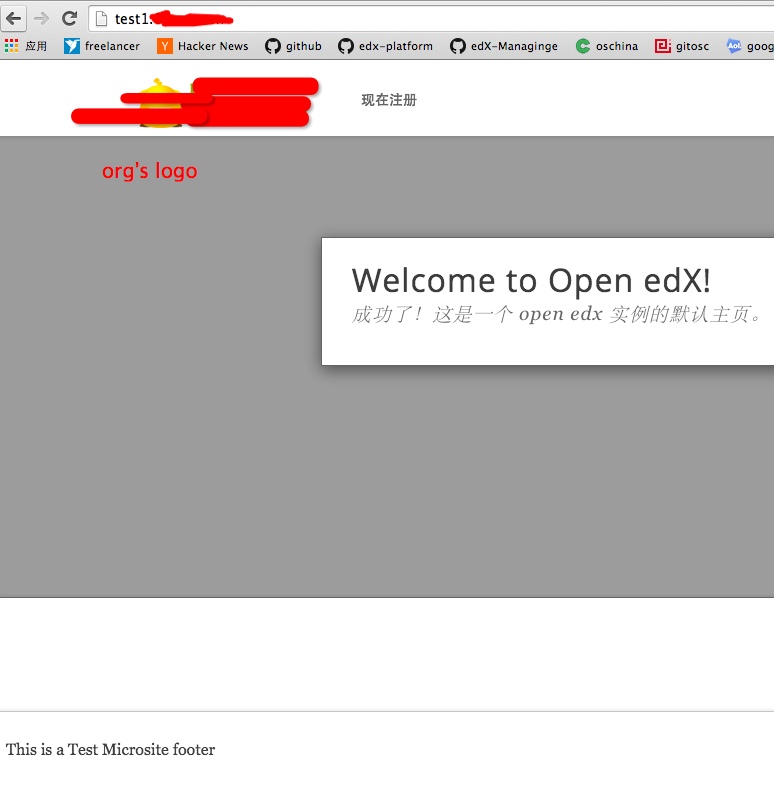 test1.
应用 freelancer Hacker News github edx-platform edX-Managinge oschina gitosc goog
现在注册
org's logo
Welcome to Open edX!
成功了！这是一个 open edx 实例的默认主页。
This is a Test Microsite footer